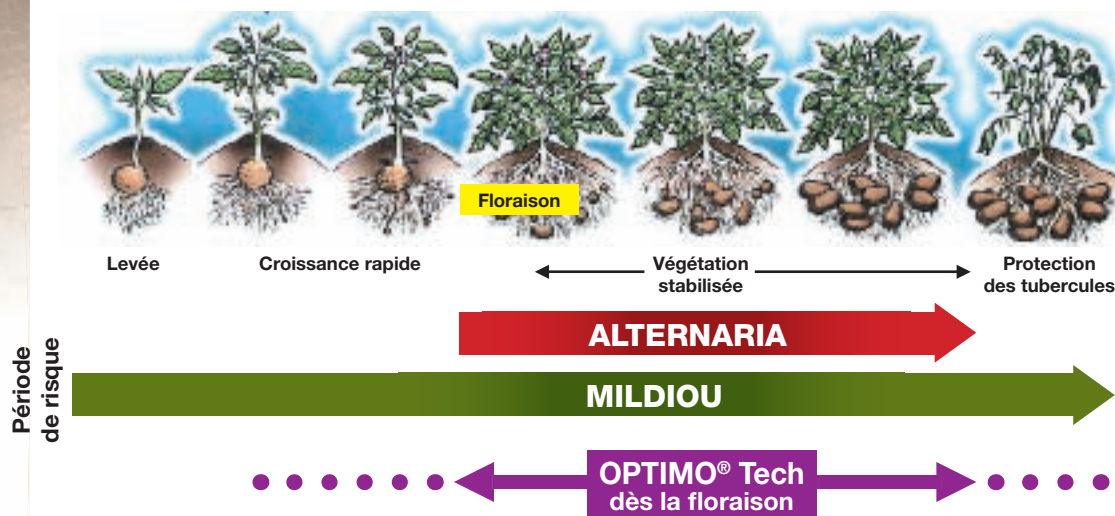 Floraison
Levée
Croissance rapide
Végétation
stabilisée
Protection
des tubercules
Période
de risque
ALTERNARIA
MILDIOU
OPTIMO® Tech
dès la floraison